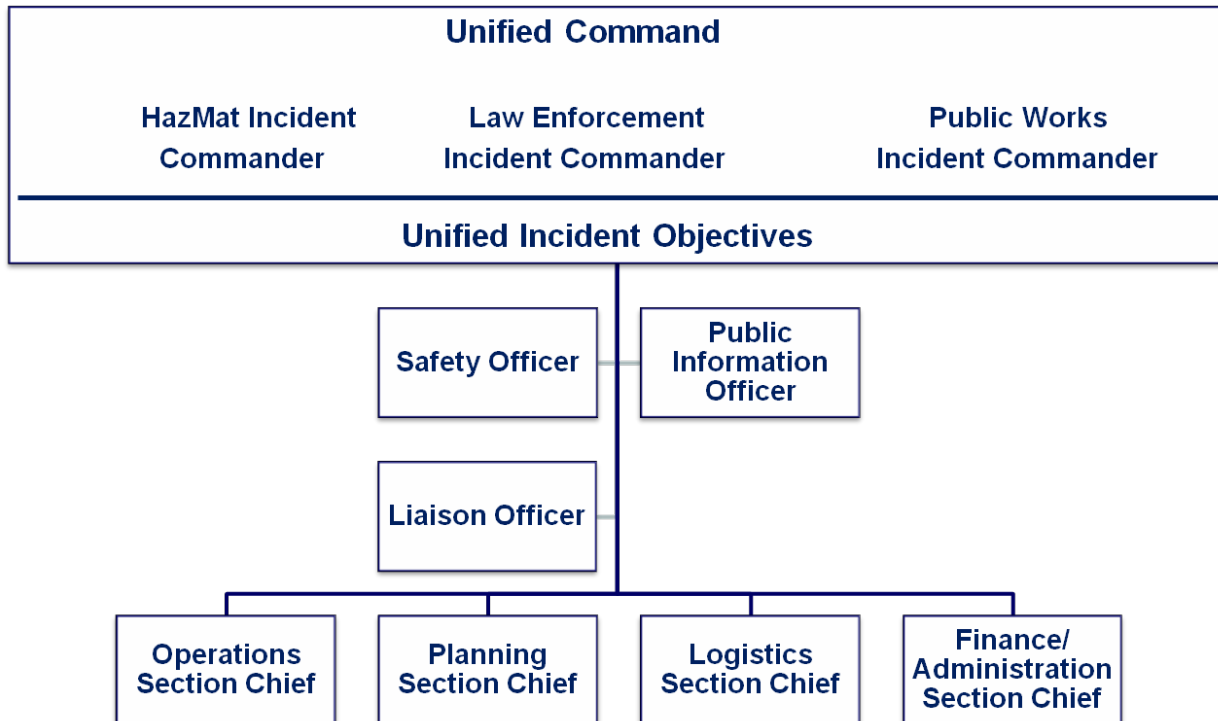 Unified Command
HazMat Incident
Commander
Law Enforcement
Incident Commander
Public Works
Incident Commander
Unified Incident Objectives
Safety Officer
Public
Information
Officer
Liaison Officer
Operations
Section Chief
Planning
Section Chief
Logistics
Section Chief
Finance/
Administration
Section Chief